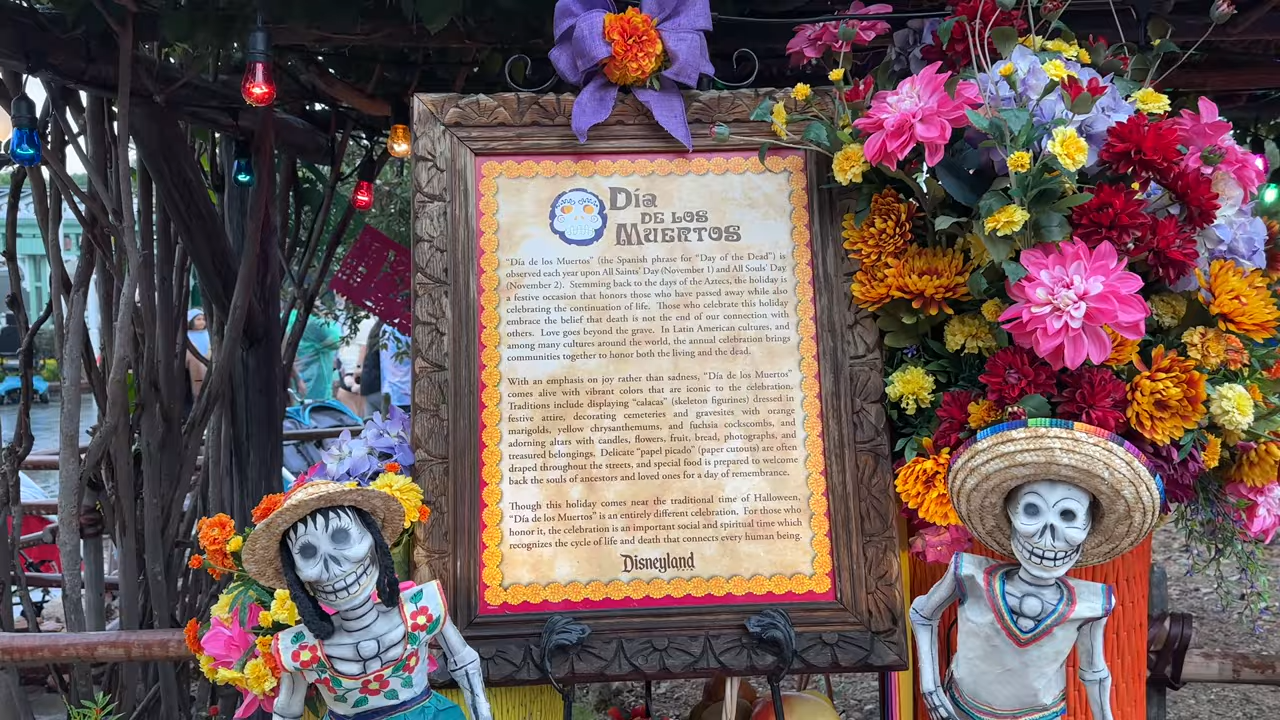 Día
DE LOS
MUERTOS
"Día de los Muertos" (the Spanish phrase for "Day of the Dead") is
observed each year upon All Saints' Day (November 1) and All Souls' Day
(November 2). Stemming back to the days of the Aztecs, the holiday is
a festive occasion that honors those who have passed away while also
celebrating the continuation of life. Those who celebrate this holiday
embrace the belief that death is not the end of our connection with
others. Love goes beyond the grave. In Latin American cultures, and
among many cultures around the world, the annual celebration brings
communities together to honor both the living and the dead.
With an emphasis on joy rather than sadness, "Día de los Muertos"
comes alive with vibrant colors that are iconic to the celebration.
Traditions include displaying "calacas" (skeleton figurines) dressed in
festive attire, decorating cemeteries and gravesites with orange
marigolds, yellow chrysanthemums, and fuchsia cockscombs, and
adorning altars with candles, flowers, fruit, bread, photographs, and
treasured belongings. Delicate "papel picado" (paper cutouts) are often
draped throughout the streets, and special food is prepared to welcome
back the souls of ancestors and loved ones for a day of remembrance.
Though this holiday comes near the traditional time of Halloween,
"Día de los Muertos" is an entirely different celebration. For those who
honor it, the celebration is an important social and spiritual time which
recognizes the cycle of life and death that connects every human being.
Disneyland